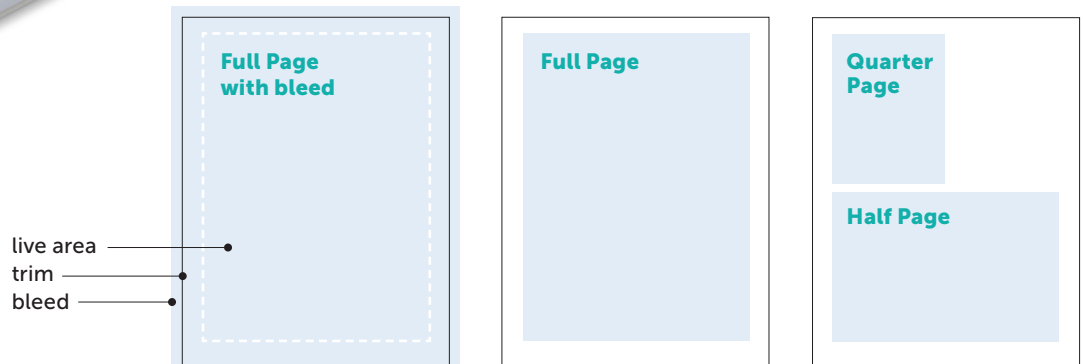 Full Page
with bleed
Full Page
Quarter
Page
Half Page
live area
trim
bleed